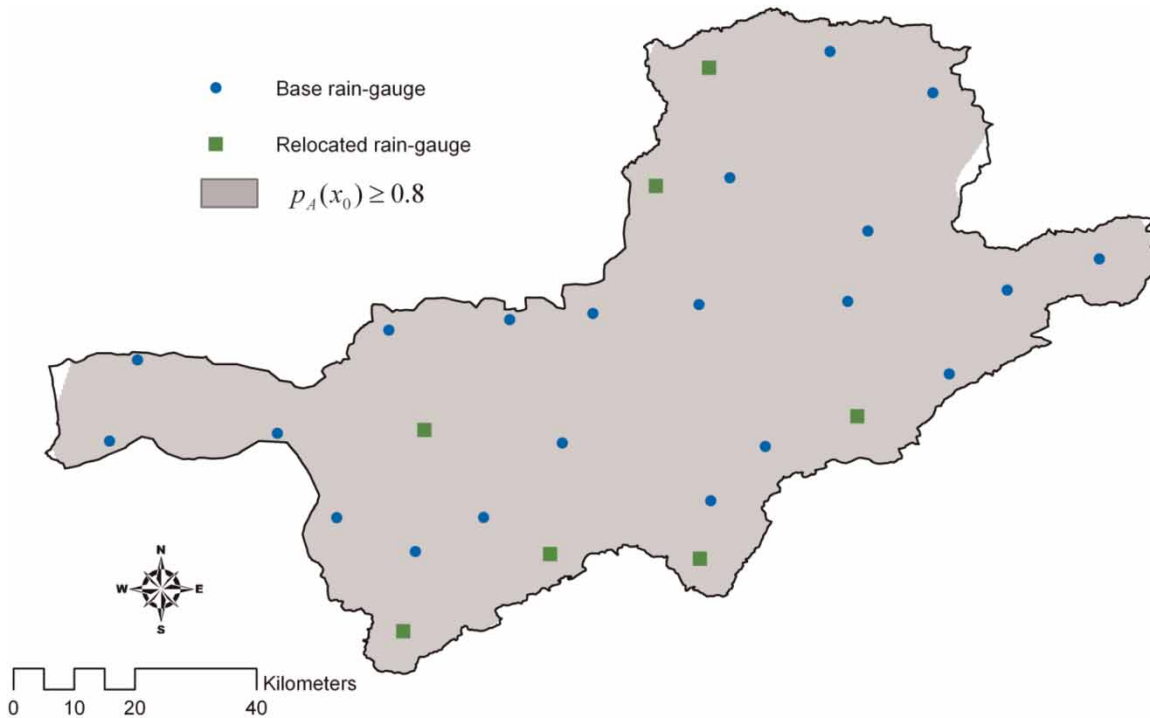 Base rain-gauge
Relocated rain-gauge
p_A(x_0) ≥ 0.8
N
W E
S
Kilometers
0 10 20 40